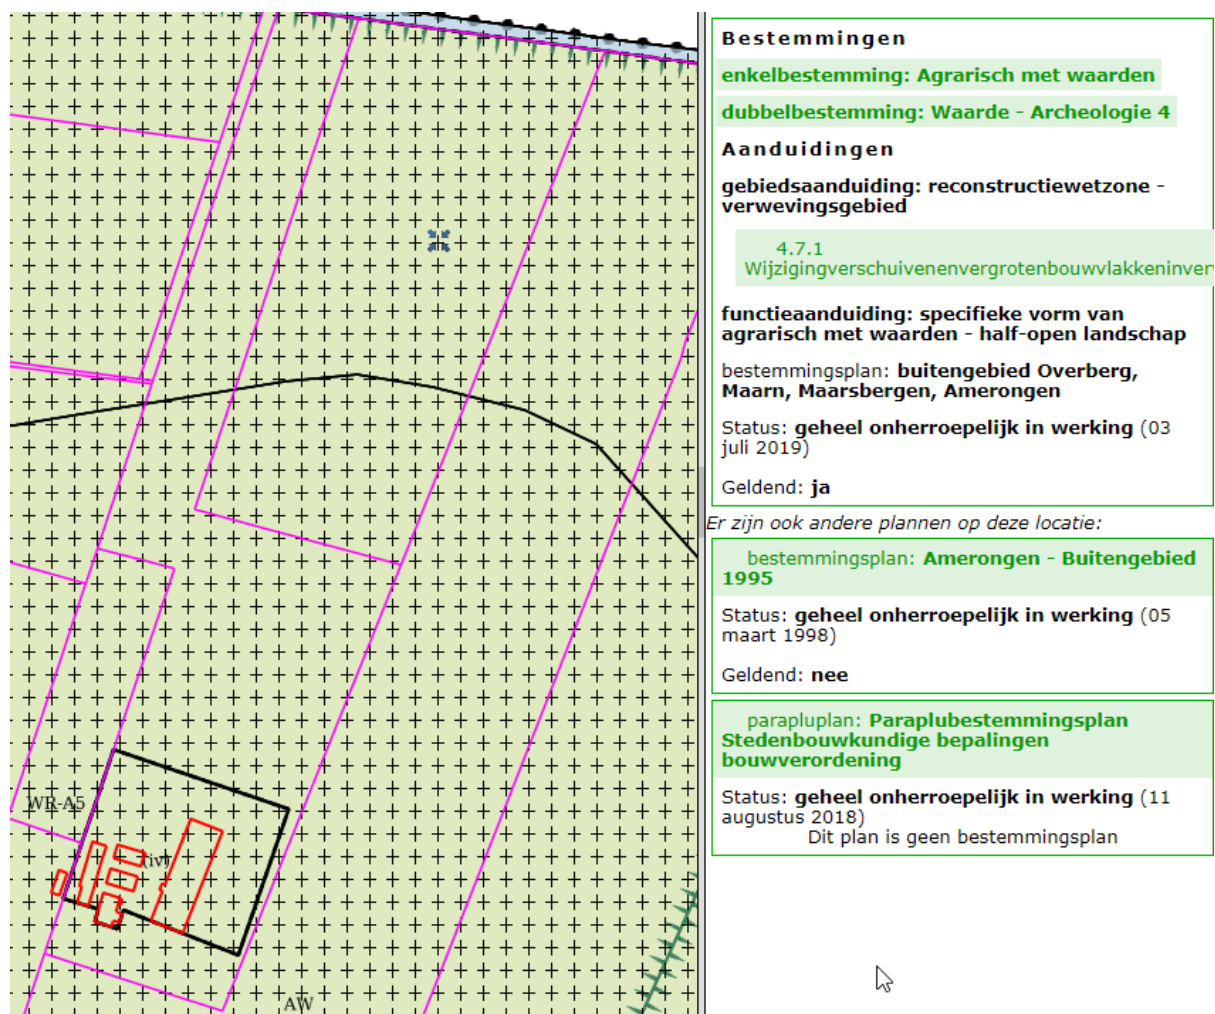 WR-A5
(iv)
AW
Bestemmingen
enkelbestemming: Agrarisch met waarden
dubbelbestemming: Waarde - Archeologie 4
Aanduidingen
gebiedsaanduiding: reconstructiewetzone -
verwevingsgebied
4.7.1
Wijzigingverschuivenenvergrotenbouwvlakkeninverv
functieaanduiding: specifieke vorm van
agrarisch met waarden - half-open landschap
bestemmingsplan: buitengebied Overberg,
Maarn, Maarsbergen, Amerongen
Status: geheel onherroepelijk in werking (03
juli 2019)
Geldend: ja
Er zijn ook andere plannen op deze locatie:
bestemmingsplan: Amerongen - Buitengebied
1995
Status: geheel onherroepelijk in werking (05
maart 1998)
Geldend: nee
parapluplan: Paraplubestemmingsplan
Stedenbouwkundige bepalingen
bouwverordening
Status: geheel onherroepelijk in werking (11
augustus 2018)
Dit plan is geen bestemmingsplan